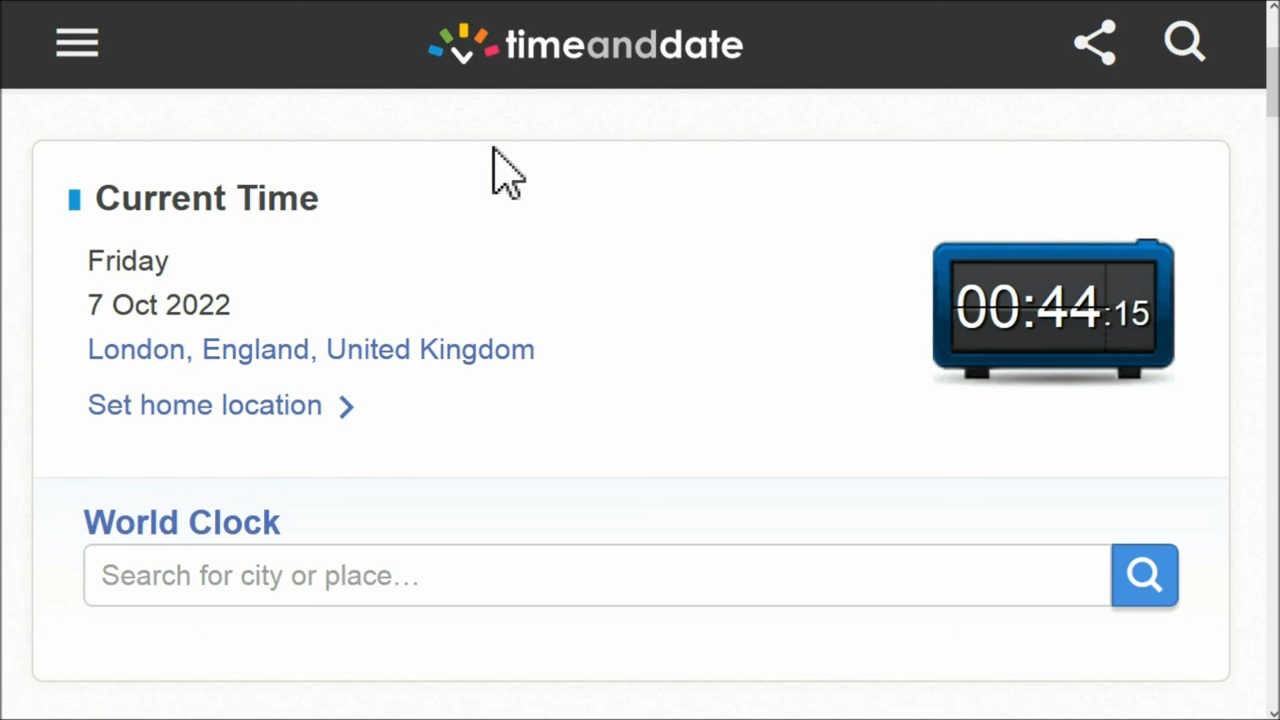 timeanddate
Current Time
Friday
7 Oct 2022
London, England, United Kingdom
Set home location
00:44:15
World Clock
Search for city or place…